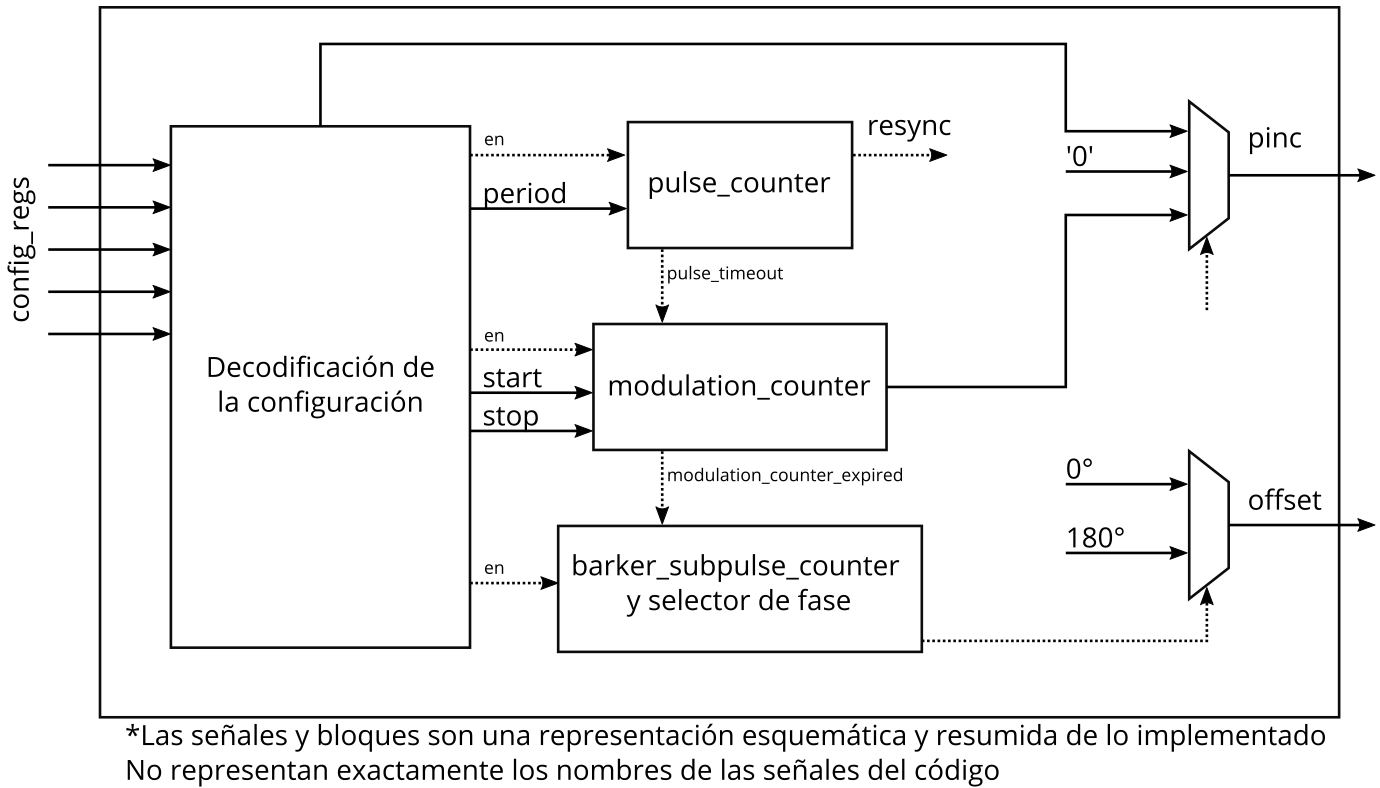 config_regs
Decodificación de
la configuración
en
period
pulse_counter
resync
pulse_timeout
en
start
stop
modulation_counter
modulation_counter_expired
en
barker_subpulse_counter
y selector de fase
'0'
pinc
0°
180°
offset
*Las señales y bloques son una representación esquemática y resumida de lo implementado
No representan exactamente los nombres de las señales del código